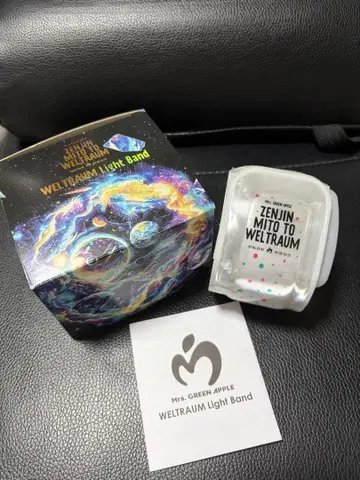 ZENJIN
MITO TO
WELTRAUM
WELTRAUM Light Band
Mrs. GREEN APPLE
ZENJIN
MITO TO
WELTRAUM
Mrs. GREEN APPLE
WELTRAUM Light Band